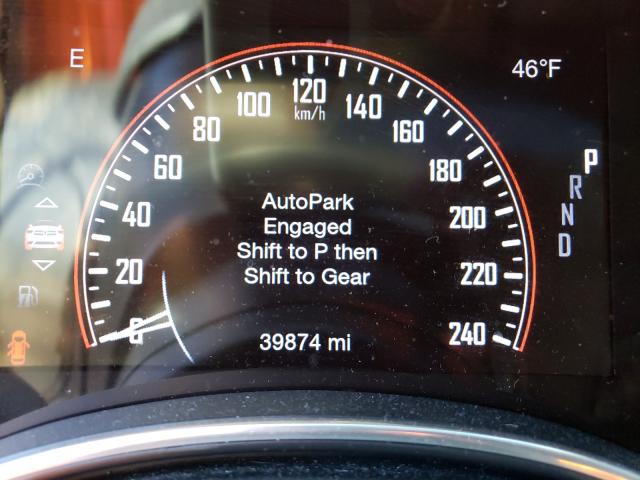 E
46°F
0
20
40
60
80
100
120
km/h
140
160
180
200
220
240
AutoPark
Engaged
Shift to P then
Shift to Gear
39874 mi
P
R
N
D